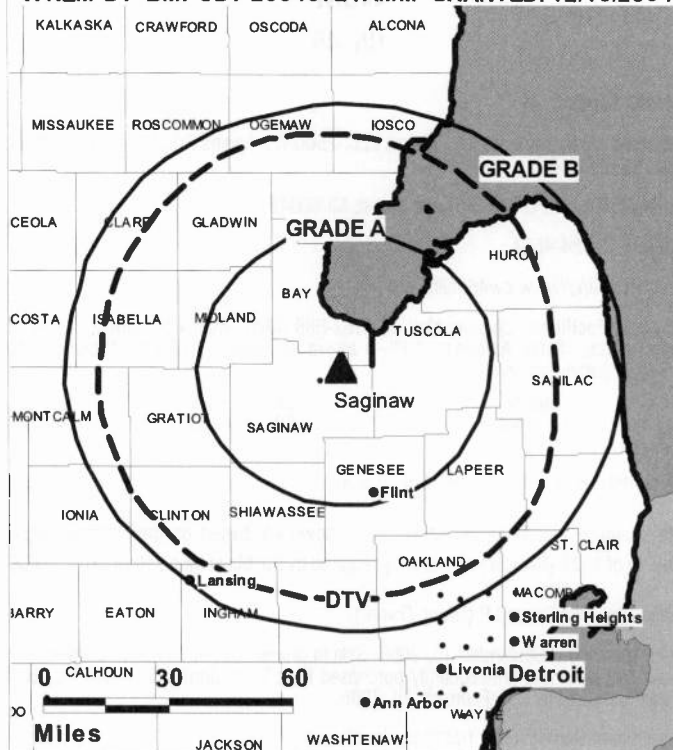 KALKASKA CRAWFORD OSCODA ALCONA
MISSAUKEE ROSCOMMON OGEMAW IOSCO
GRADE B
CEOLA CLARE GLADWIN GRADE A
HURON
BAY
COSTA ISABELLA MIDLAND TUSCOLA
SANILAC
Saginaw
MONTCALM GRATIOT SAGINAW
GENESEE LAPEER
Flint
IONIA CLINTON SHIAWASSEE
ST. CLAIR
OAKLAND
Lansing
DTV MACOMB
BARRY EATON INGHAM Sterling Heights
Warren
CALHOUN Livonia Detroit
0 30 60
Ann Arbor
WAYNE
Miles
JACKSON WASHTENAW